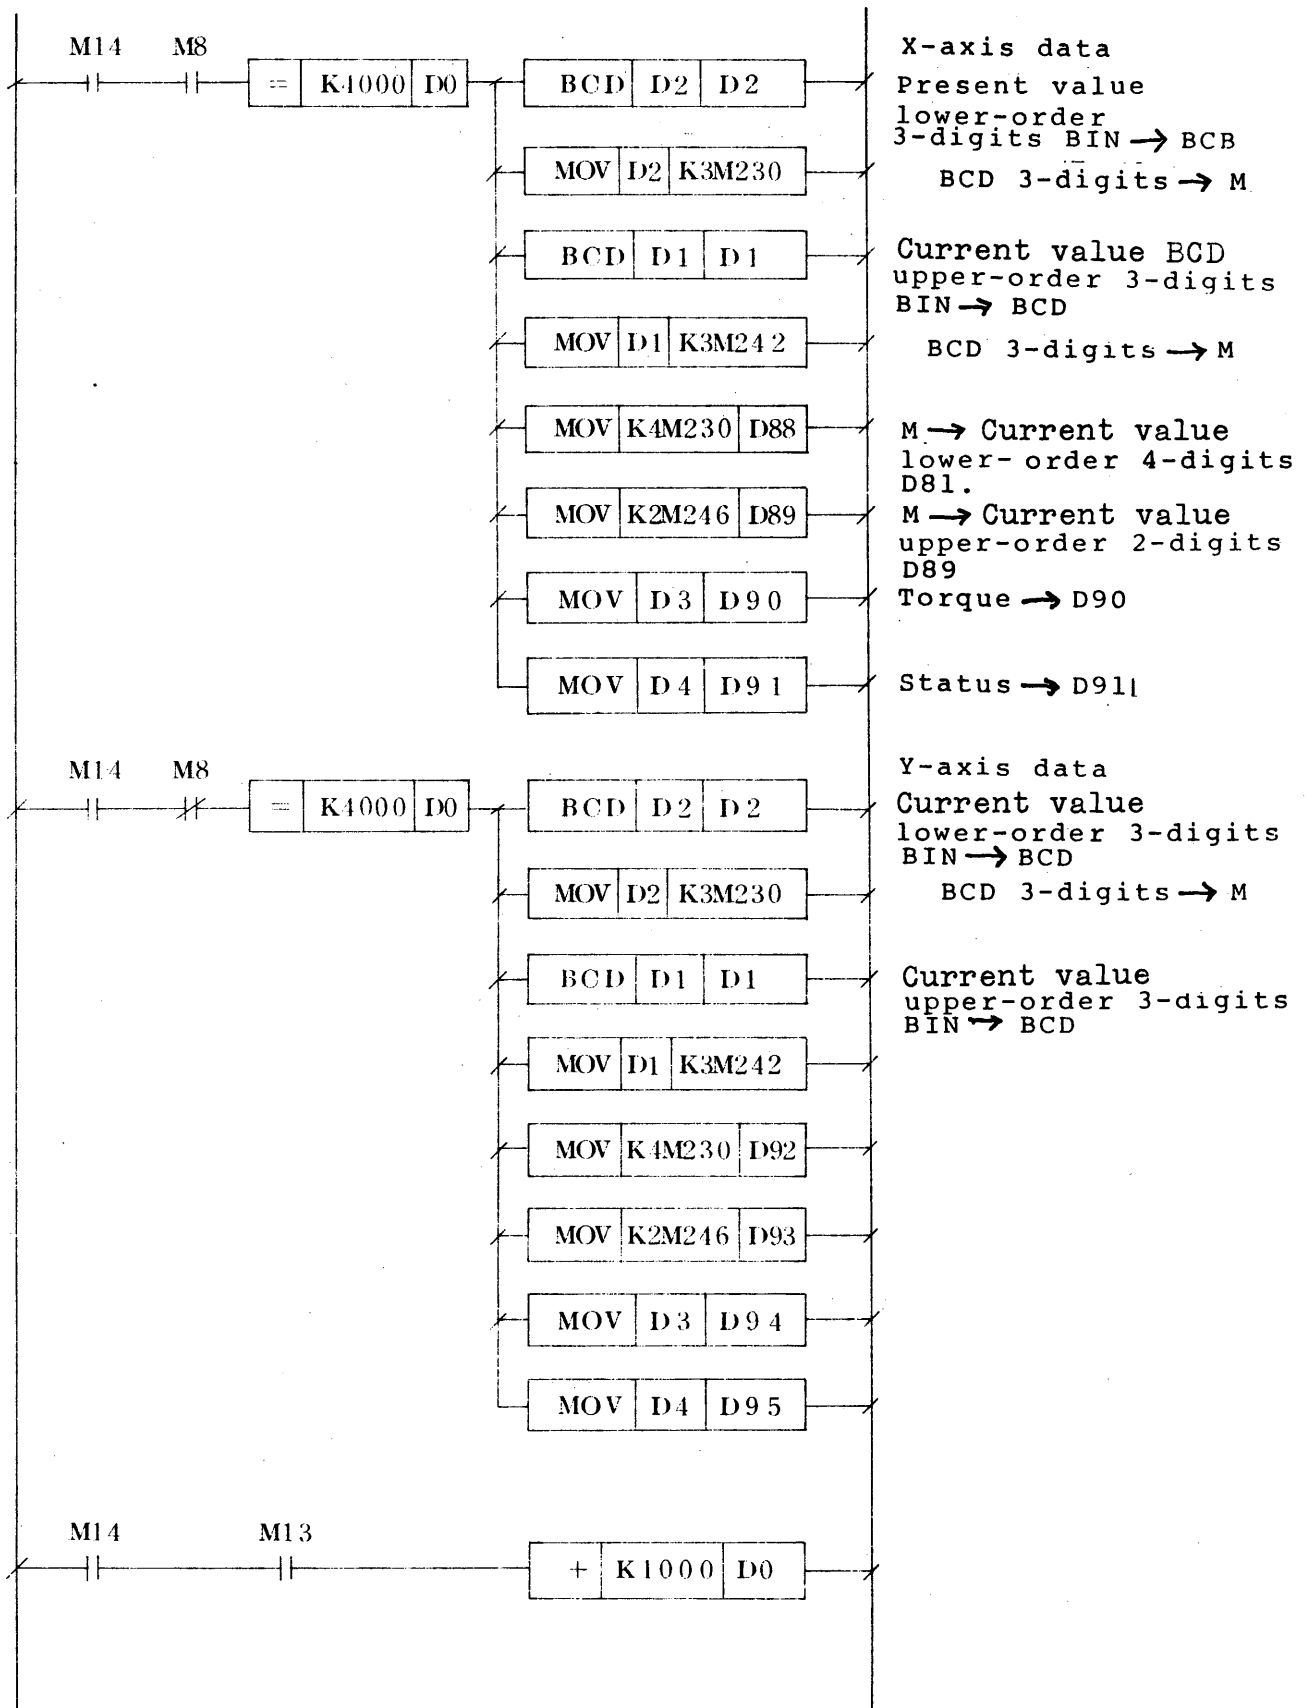 M14 M8
= K4000 D0 BCD D2 D2
X-axis data
Present value
lower-order
3-digits BIN → BCB
MOV D2 K3M230
BCD 3-digits → M
BCD D1 D1
Current value BCD
upper-order 3-digits
BIN → BCD
MOV D1 K3M242
BCD 3-digits → M
MOV K4M230 D88
M → Current value
lower- order 4-digits
D81.
MOV K2M246 D89
M → Current value
upper-order 2-digits
D89
MOV D3 D90
Torque → D90
MOV D4 D91
Status → D91
M14 M8
= K4000 D0 BCD D2 D2
Y-axis data
Current value
lower-order 3-digits
BIN → BCD
MOV D2 K3M230
BCD 3-digits → M
BCD D1 D1
Current value
upper-order 3-digits
BIN → BCD
MOV D1 K3M242
MOV K4M230 D92
MOV K2M246 D93
MOV D3 D94
MOV D4 D95
M14 M13
+ K1000 D0